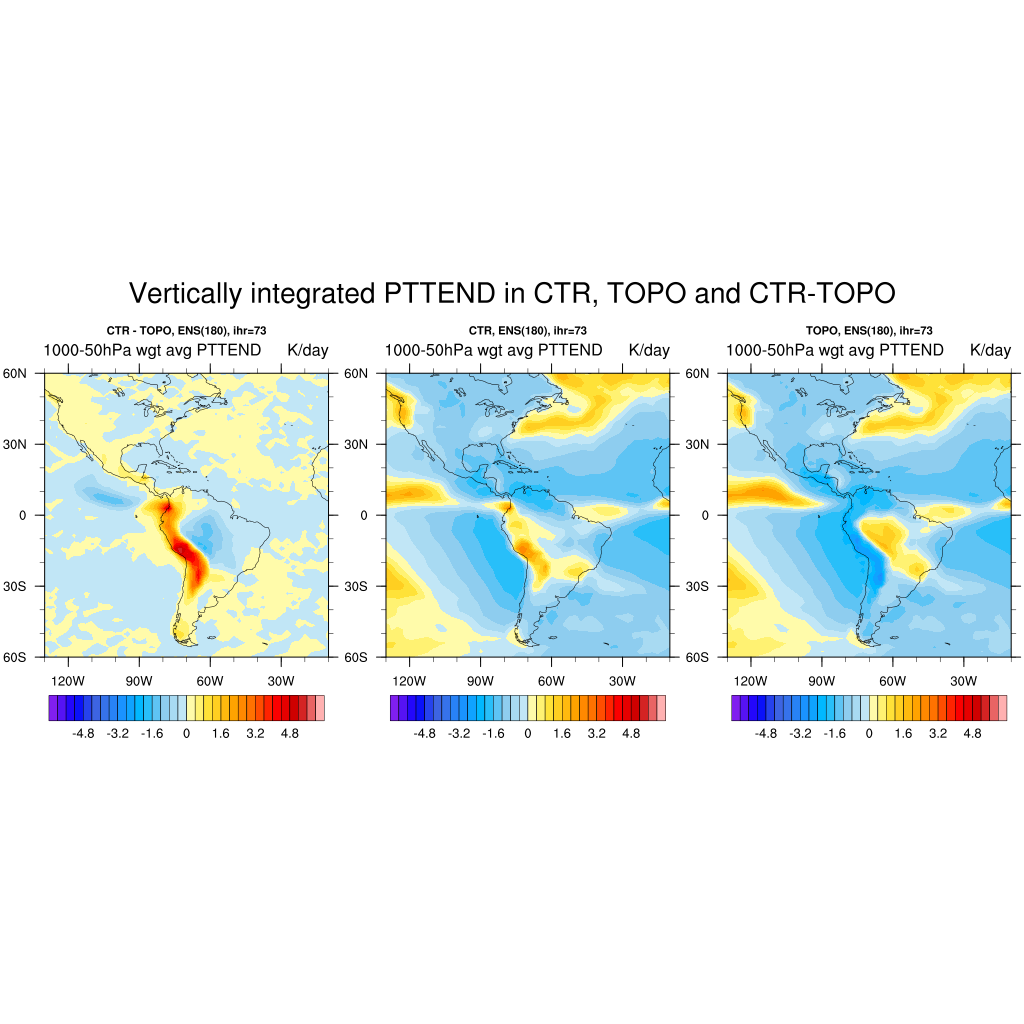 Vertically integrated PTTEND in CTR, TOPO and CTR-TOPO
CTR - TOPO, ENS(180), ihr=73
1000-50hPa wgt avg PTTEND K/day
60N
30N
0
30S
60S
120W 90W 60W 30W
-4.8 -3.2 -1.6 0 1.6 3.2 4.8
CTR, ENS(180), ihr=73
1000-50hPa wgt avg PTTEND K/day
60N
30N
0
30S
60S
120W 90W 60W 30W
-4.8 -3.2 -1.6 0 1.6 3.2 4.8
TOPO, ENS(180), ihr=73
1000-50hPa wgt avg PTTEND K/day
60N
30N
0
30S
60S
120W 90W 60W 30W
-4.8 -3.2 -1.6 0 1.6 3.2 4.8